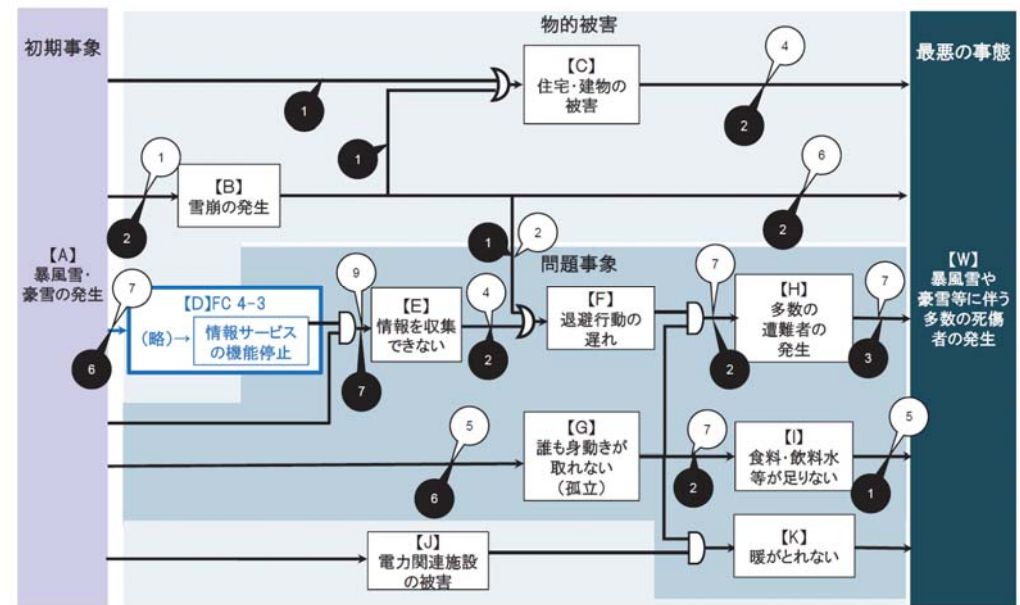 初期事象
物的被害
最悪の事態
【C】
住宅・建物の
被害
4
2
1
1
1
2
【B】
雪崩の発生
6
2
1
2
問題事象
【A】
暴風雪・
豪雪の発生
7
6
【D】FC 4-3
(略)→
情報サービス
の機能停止
9
7
【E】
情報を収集
できない
4
2
【F】
退避行動の
遅れ
7
2
【H】
多数の
遭難者の
発生
7
3
【W】
暴風雪や
豪雪等に伴う
多数の死傷
者の発生
5
6
【G】
誰も身動きが
取れない
(孤立)
7
2
【I】
食料・飲料水
等が足りない
5
1
【J】
電力関連施設
の被害
【K】
暖がとれない